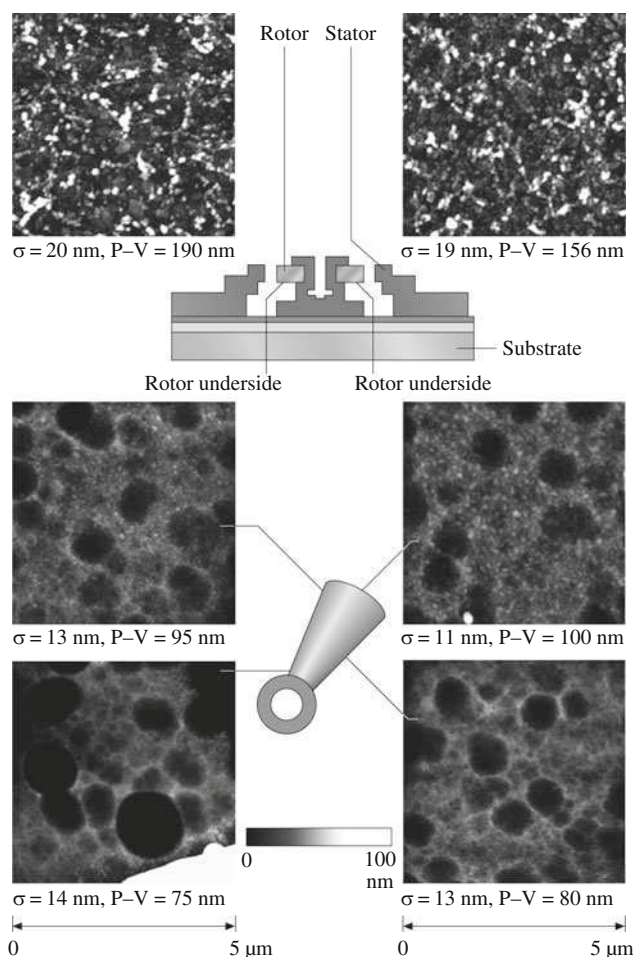 Rotor
Stator
σ = 20 nm, P–V = 190 nm
σ = 19 nm, P–V = 156 nm
Substrate
Rotor underside
Rotor underside
σ = 13 nm, P–V = 95 nm
σ = 11 nm, P–V = 100 nm
0
100
nm
σ = 14 nm, P–V = 75 nm
σ = 13 nm, P–V = 80 nm
0
5 μm
0
5 μm